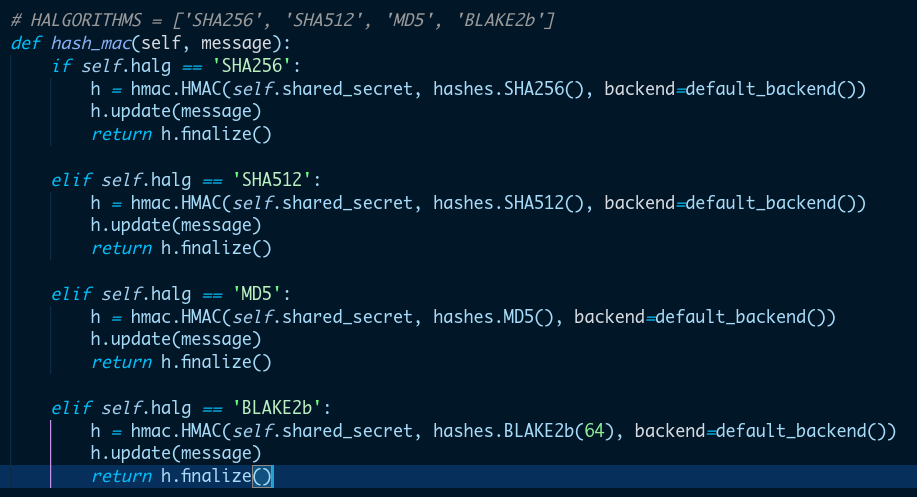 # HALGORITHMS = ['SHA256', 'SHA512', 'MD5', 'BLAKE2b']
def hash_mac(self, message):
    if self.halg == 'SHA256':
        h = hmac.HMAC(self.shared_secret, hashes.SHA256(), backend=default_backend())
        h.update(message)
        return h.finalize()

    elif self.halg == 'SHA512':
        h = hmac.HMAC(self.shared_secret, hashes.SHA512(), backend=default_backend())
        h.update(message)
        return h.finalize()

    elif self.halg == 'MD5':
        h = hmac.HMAC(self.shared_secret, hashes.MD5(), backend=default_backend())
        h.update(message)
        return h.finalize()

    elif self.halg == 'BLAKE2b':
        h = hmac.HMAC(self.shared_secret, hashes.BLAKE2b(64), backend=default_backend())
        h.update(message)
        return h.finalize()